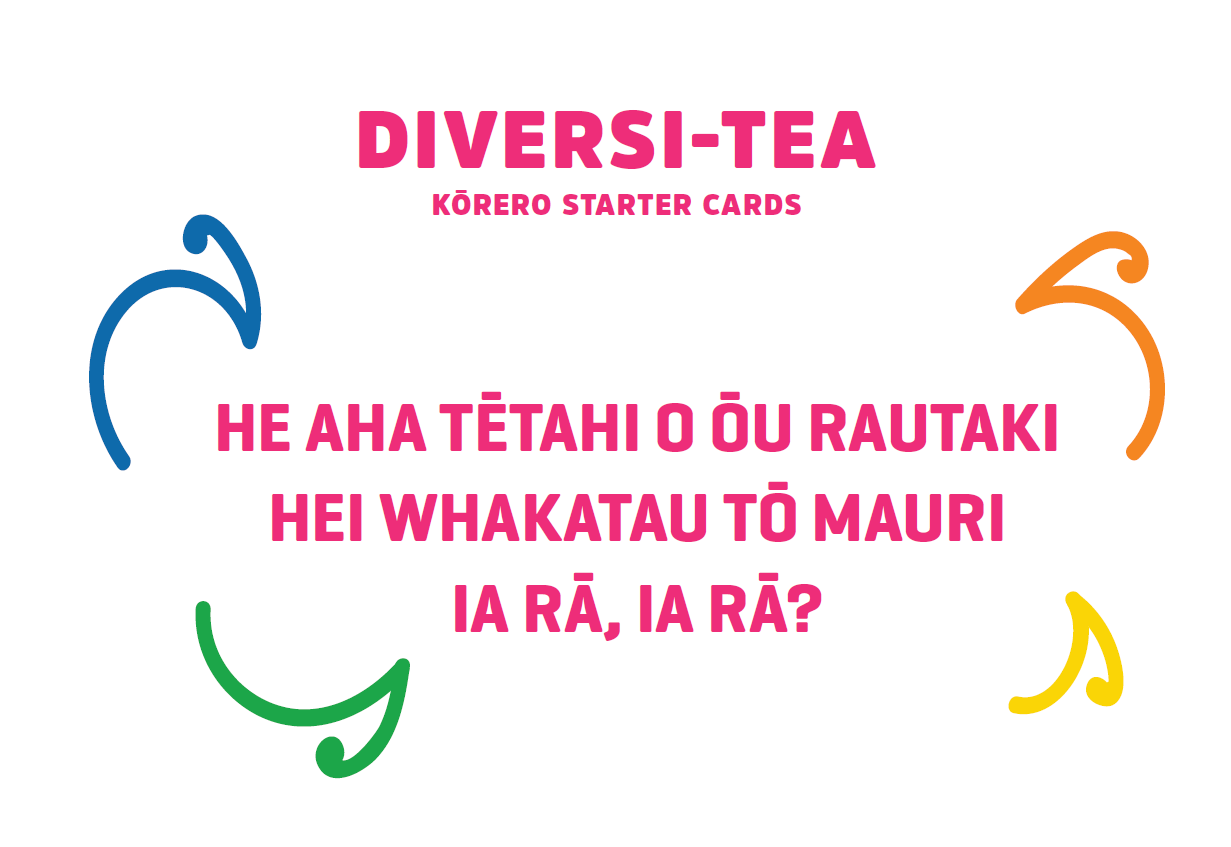 DIVERSI-TEA
KŌRERO STARTER CARDS
HE AHA TĒTAHI O ŌU RAUTAKI
HEI WHAKATAU TŌ MAURI
IA RĀ, IA RĀ?